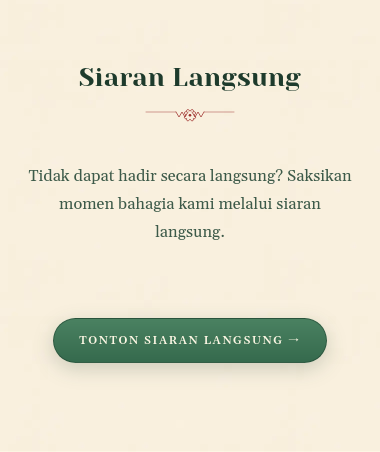 Siaran Langsung
Tidak dapat hadir secara langsung? Saksikan
momen bahagia kami melalui siaran
langsung.
TONTON SIARAN LANGSUNG →